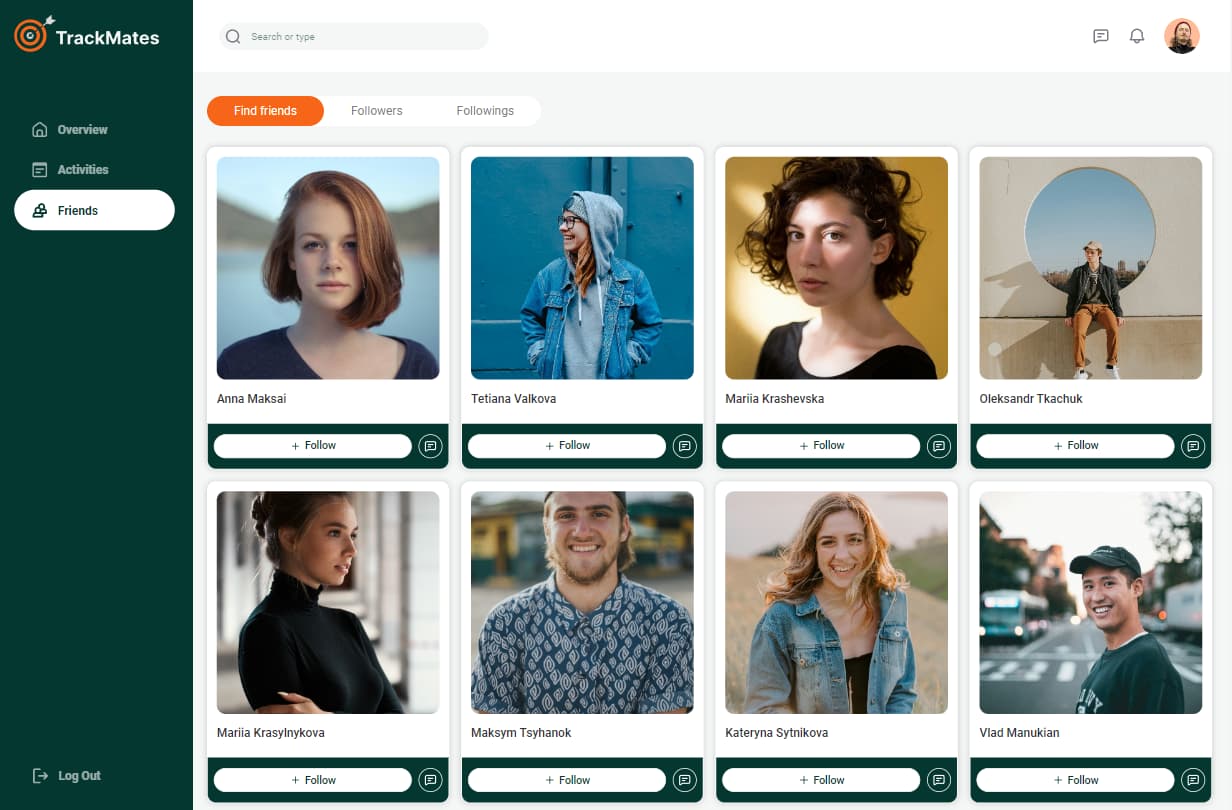 TrackMates
Search or type
Find friends
Followers
Followings
Overview
Activities
Friends
Anna Maksai
Tetiana Valkova
Mariia Krashevska
Oleksandr Tkachuk
+ Follow
+ Follow
+ Follow
+ Follow
Mariia Krasylnykova
Maksym Tsyhanok
Kateryna Sytnikova
Vlad Manukian
+ Follow
+ Follow
+ Follow
+ Follow
Log Out